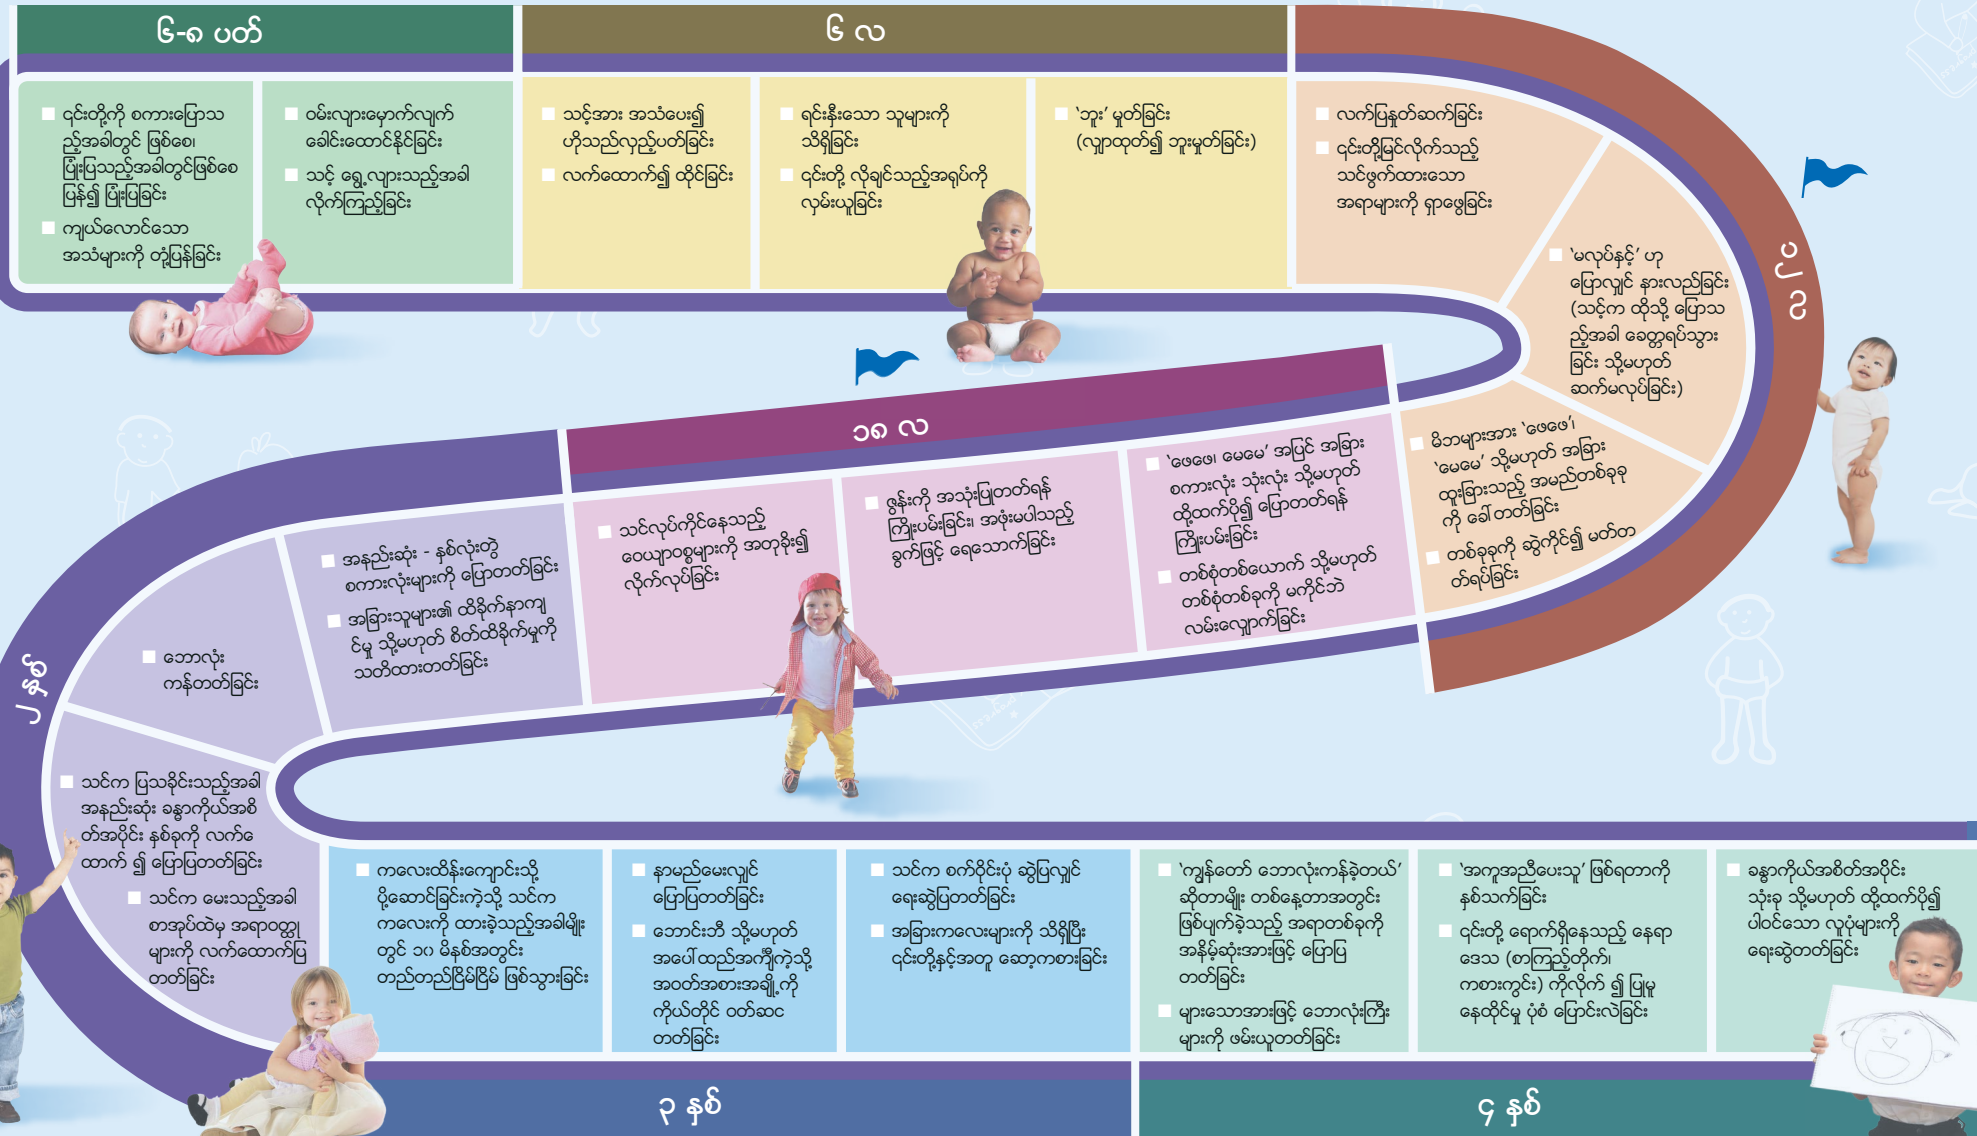 ၆-၈ ပတ်
၎င်းတို့ကို စကားပြောသ
ည့်အခါတွင် ဖြစ်စေ၊
ပြုံးပြသည့်အခါတွင်ဖြစ်စေ
ပြန်၍ ပြုံးပြခြင်း
ကျယ်လောင်သော
အသံများကို တုံ့ပြန်ခြင်း
ဝမ်းလျားမှောက်လျက်
ခေါင်းထောင်နိုင်ခြင်း
သင့် ရွေ့လျားသည့်အခါ
လိုက်ကြည့်ခြင်း
၆ လ
သင့်အား အသံပေး၍
ဟိုသည်လှည့်ပတ်ခြင်း
လက်ထောက်၍ ထိုင်ခြင်း
ရင်းနှီးသော သူများကို
သိရှိခြင်း
၎င်းတို့ လိုချင်သည့်အရုပ်ကို
လှမ်းယူခြင်း
‘ဘူး’ မှုတ်ခြင်း
(လျှာထုတ်၍ ဘူးမှုတ်ခြင်း)
၁၂ လ
လက်ပြနှုတ်ဆက်ခြင်း
၎င်းတို့မြင်လိုက်သည့်
သင်ဖွက်ထားသော
အရာများကို ရှာဖွေခြင်း
‘မလုပ်နှင့်’ ဟု
ပြောလျှင် နားလည်ခြင်း
(သင့်က ထိုသို့ ပြောသ
ည့်အခါ ခေတ္တရပ်သွား
ခြင်း သို့မဟုတ်
ဆက်မလုပ်ခြင်း)
မိဘများအား ‘ဖေဖေ’၊
‘မေမေ’ သို့မဟုတ် အခြား
ထူးခြားသည့် အမည်တစ်ခုခု
ကို ခေါ်တတ်ခြင်း
တစ်ခုခုကို ဆွဲကိုင်၍ မတ်တ
တ်ရပ်ခြင်း
၁၈ လ
‘ဖေဖေ၊ မေမေ’ အပြင် အခြား
စကားလုံး သုံးလုံး သို့မဟုတ်
ထို့ထက်ပို၍ ပြောတတ်ရန်
ကြိုးပမ်းခြင်း
တစ်စုံတစ်ယောက် သို့မဟုတ်
တစ်စုံတစ်ခုကို မကိုင်ဘဲ
လမ်းလျှောက်ခြင်း
ဇွန်းကို အသုံးပြုတတ်ရန်
ကြိုးပမ်းခြင်း၊ အဖုံးမပါသည့်
ခွက်ဖြင့် ရေသောက်ခြင်း
သင်လုပ်ကိုင်နေသည့်
ဝေယျာဝစ္စများကို အတုခိုး၍
လိုက်လုပ်ခြင်း
၂ နှစ်
အနည်းဆုံး - နှစ်လုံးတွဲ
စကားလုံးများကို ပြောတတ်ခြင်း
အခြားသူများ၏ ထိခိုက်နာကျ
င်မှု သို့မဟုတ် စိတ်ထိခိုက်မှုကို
သတိထားတတ်ခြင်း
ဘောလုံး
ကန်တတ်ခြင်း
သင်က ပြသခိုင်းသည့်အခါ
အနည်းဆုံး ခန္ဓာကိုယ်အစိ
တ်အပိုင်း နှစ်ခုကို လက်ေ
ထာက် ၍ ပြောပြတတ်ခြင်း
သင်က မေးသည့်အခါ
စာအုပ်ထဲမှ အရာဝတ္ထု
များကို လက်ထောက်ပြ
တတ်ခြင်း
ကလေးထိန်းကျောင်းသို့
ပို့ဆောင်ခြင်းကဲ့သို့ သင်က
ကလေးကို ထားခဲ့သည့်အခါမျိုး
တွင် ၁၀ မိနစ်အတွင်း
တည်တည်ငြိမ်ငြိမ် ဖြစ်သွားခြင်း
နာမည်မေးလျှင်
ပြောပြတတ်ခြင်း
ဘောင်းဘီ သို့မဟုတ်
အပေါ်ထည်အင်္ကျီကဲ့သို့
အဝတ်အစားအချို့ကို
ကိုယ်တိုင် ဝတ်ဆင
တတ်ခြင်း
သင်က စက်ဝိုင်းပုံ ဆွဲပြလျှင်
ရေးဆွဲပြတတ်ခြင်း
အခြားကလေးများကို သိရှိပြီး
၎င်းတို့နှင့်အတူ ဆော့ကစားခြင်း
၃ နှစ်
‘ကျွန်တော် ဘောလုံးကန်ခဲ့တယ်’
ဆိုတာမျိုး တစ်နေ့တာအတွင်း
ဖြစ်ပျက်ခဲ့သည့် အရာတစ်ခုကို
အနိမ့်ဆုံးအားဖြင့် ပြောပြ
တတ်ခြင်း
များသောအားဖြင့် ဘောလုံးကြီး
များကို ဖမ်းယူတတ်ခြင်း
‘အကူအညီပေးသူ’ ဖြစ်ရတာကို
နှစ်သက်ခြင်း
၎င်းတို့ ရောက်ရှိနေသည့် နေရာ
ဒေသ (စာကြည့်တိုက်၊
ကစားကွင်း) ကိုလိုက် ၍ ပြုမူ
နေထိုင်မှု ပုံစံ ပြောင်းလဲခြင်း
ခန္ဓာကိုယ်အစိတ်အပိုင်း
သုံးခု သို့မဟုတ် ထို့ထက်ပို၍
ပါဝင်သော လူပုံများကို
ရေးဆွဲတတ်ခြင်း
၄ နှစ်